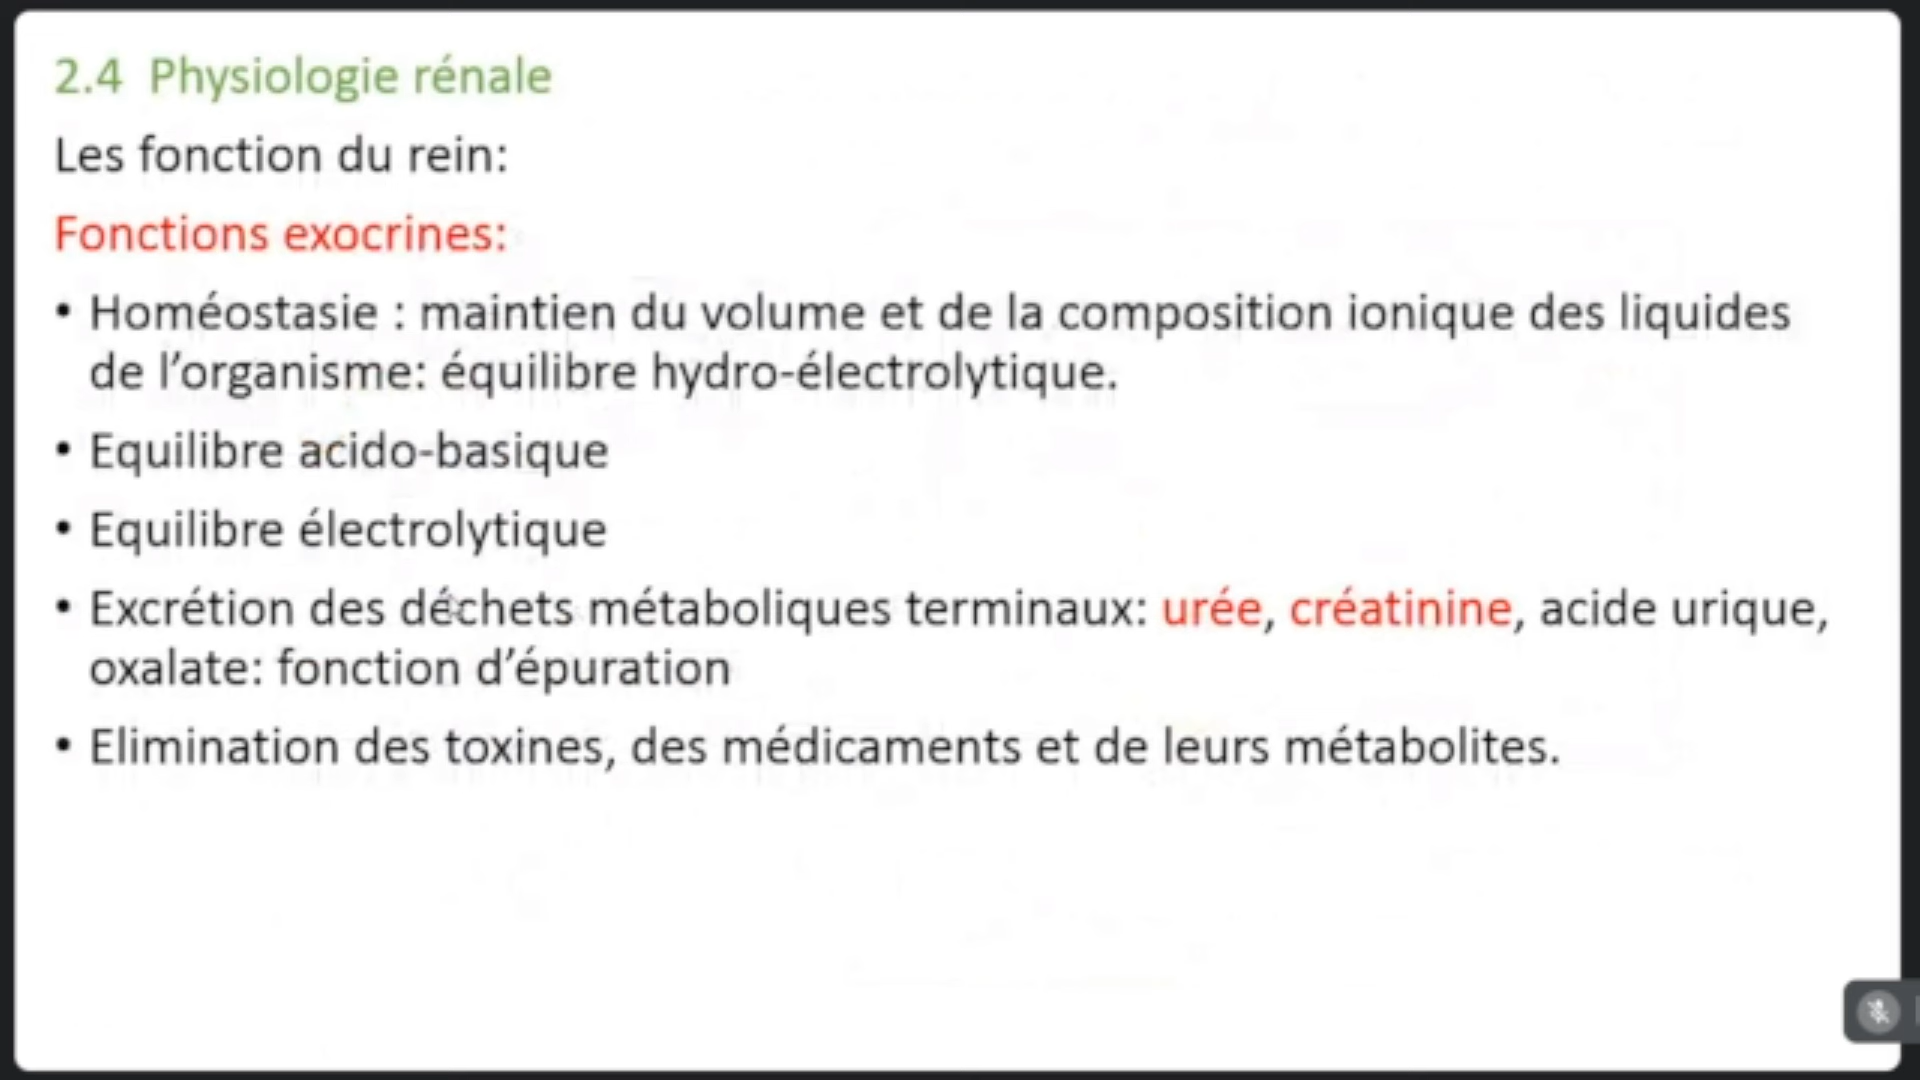 2.4 Physiologie rénale
Les fonction du rein:
Fonctions exocrines:
• Homéostasie : maintien du volume et de la composition ionique des liquides
de l’organisme: équilibre hydro-électrolytique.
• Equilibre acido-basique
• Equilibre électrolytique
• Excrétion des déchets métaboliques terminaux: urée, créatinine, acide urique,
oxalate: fonction d’épuration
• Elimination des toxines, des médicaments et de leurs métabolites.